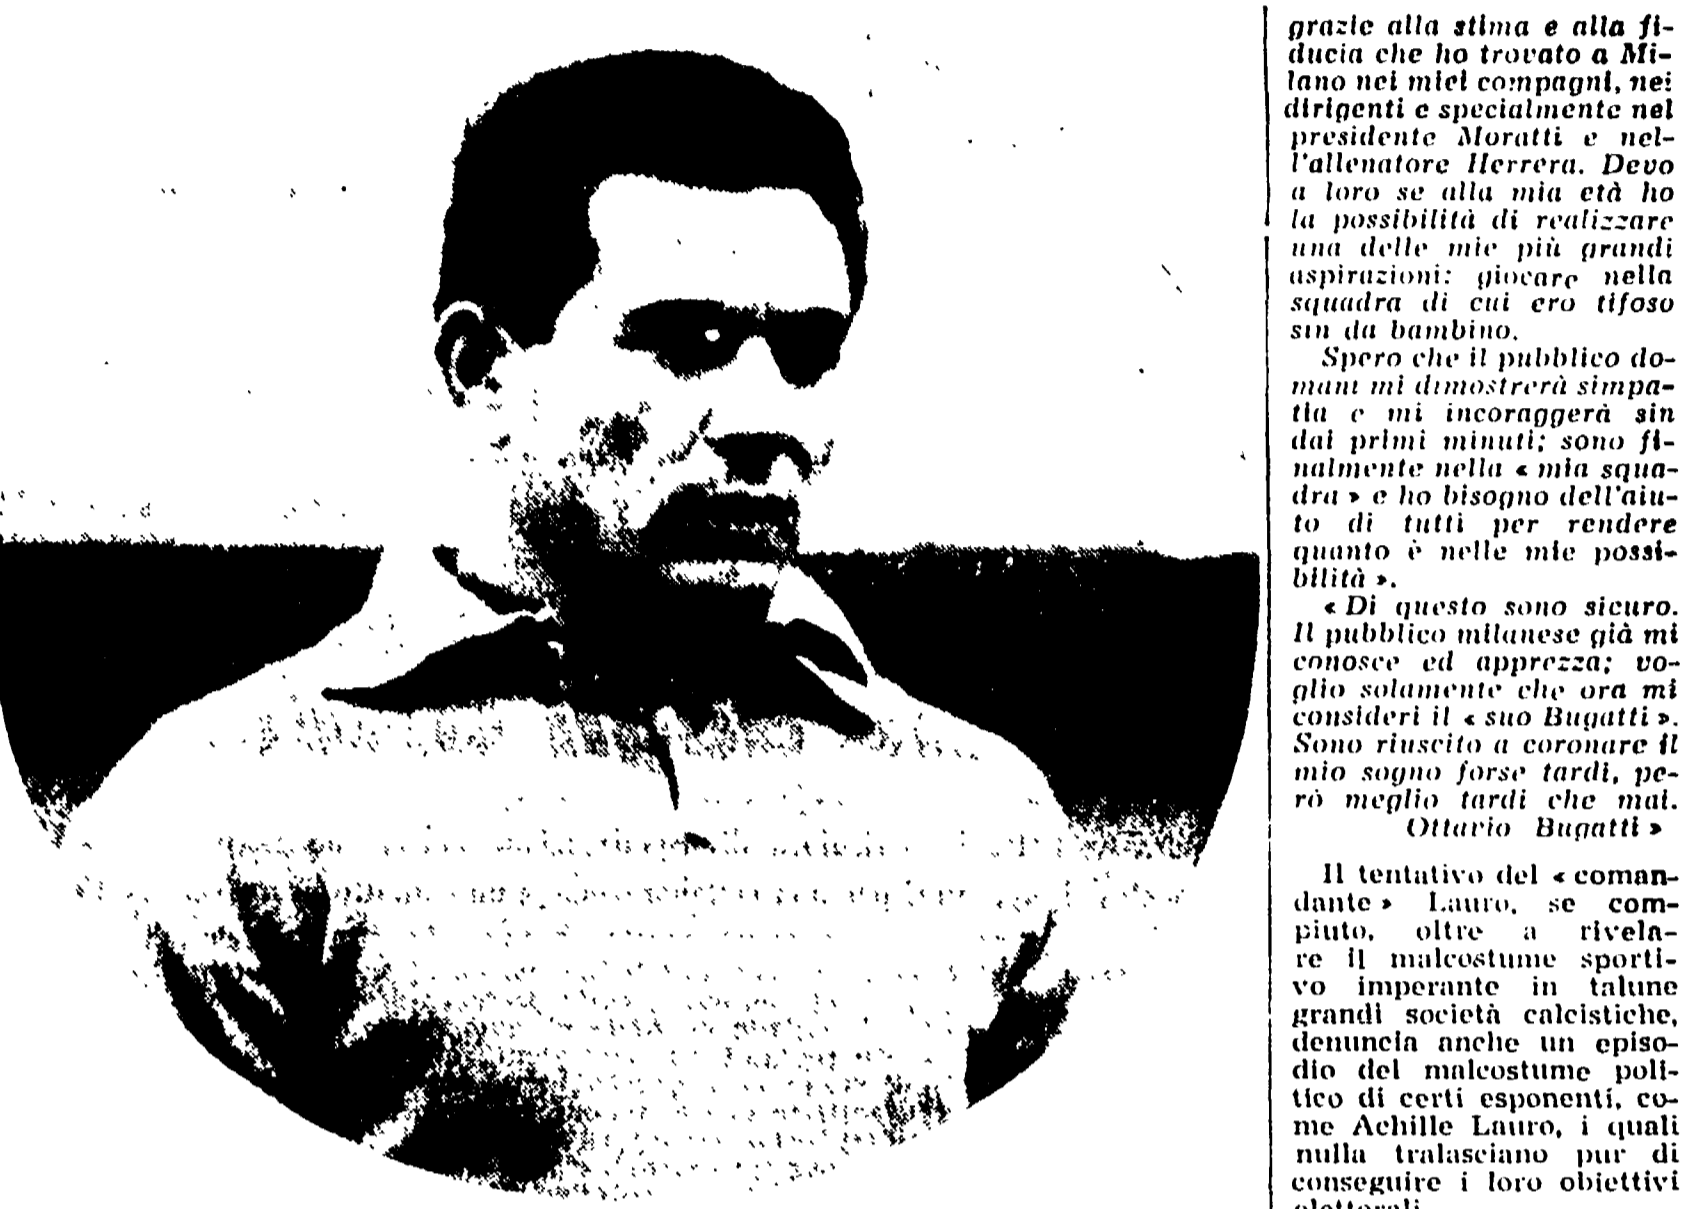 grazie alla stima e alla fi-
ducia che ho trovato a Mi-
lano nei miei compagni, nei
dirigenti e specialmente nel
presidente Moratti e nel-
l'allenatore Herrera. Devo
a loro se alla mia età ho
la possibilità di realizzare
una delle mie più grandi
aspirazioni: giocare nella
squadra di cui ero tifoso
sin da bambino.
Spero che il pubblico do-
mani mi dimostrerà simpa-
tia e mi incoraggerà sin
dai primi minuti; sono fi-
nalmente nella « mia squa-
dra » e ho bisogno dell'aiu-
to di tutti per rendere
quanto è nelle mie possi-
bilità ».
« Di questo sono sicuro.
Il pubblico milanese già mi
conosce ed apprezza; vo-
glio solamente che ora mi
consideri il « suo Bugatti ».
Sono riuscito a coronare il
mio sogno forse tardi, pe-
rò meglio tardi che mai.
Ottavio Bugatti »
Il tentativo del « coman-
dante » Lauro, se com-
piuto, oltre a rivela-
re il malcostume sporti-
vo imperante in talune
grandi società calcistiche,
denuncia anche un episo-
dio del malcostume poli-
tico di certi esponenti, co-
me Achille Lauro, i quali
nulla tralasciano pur di
conseguire i loro obiettivi
elettorali